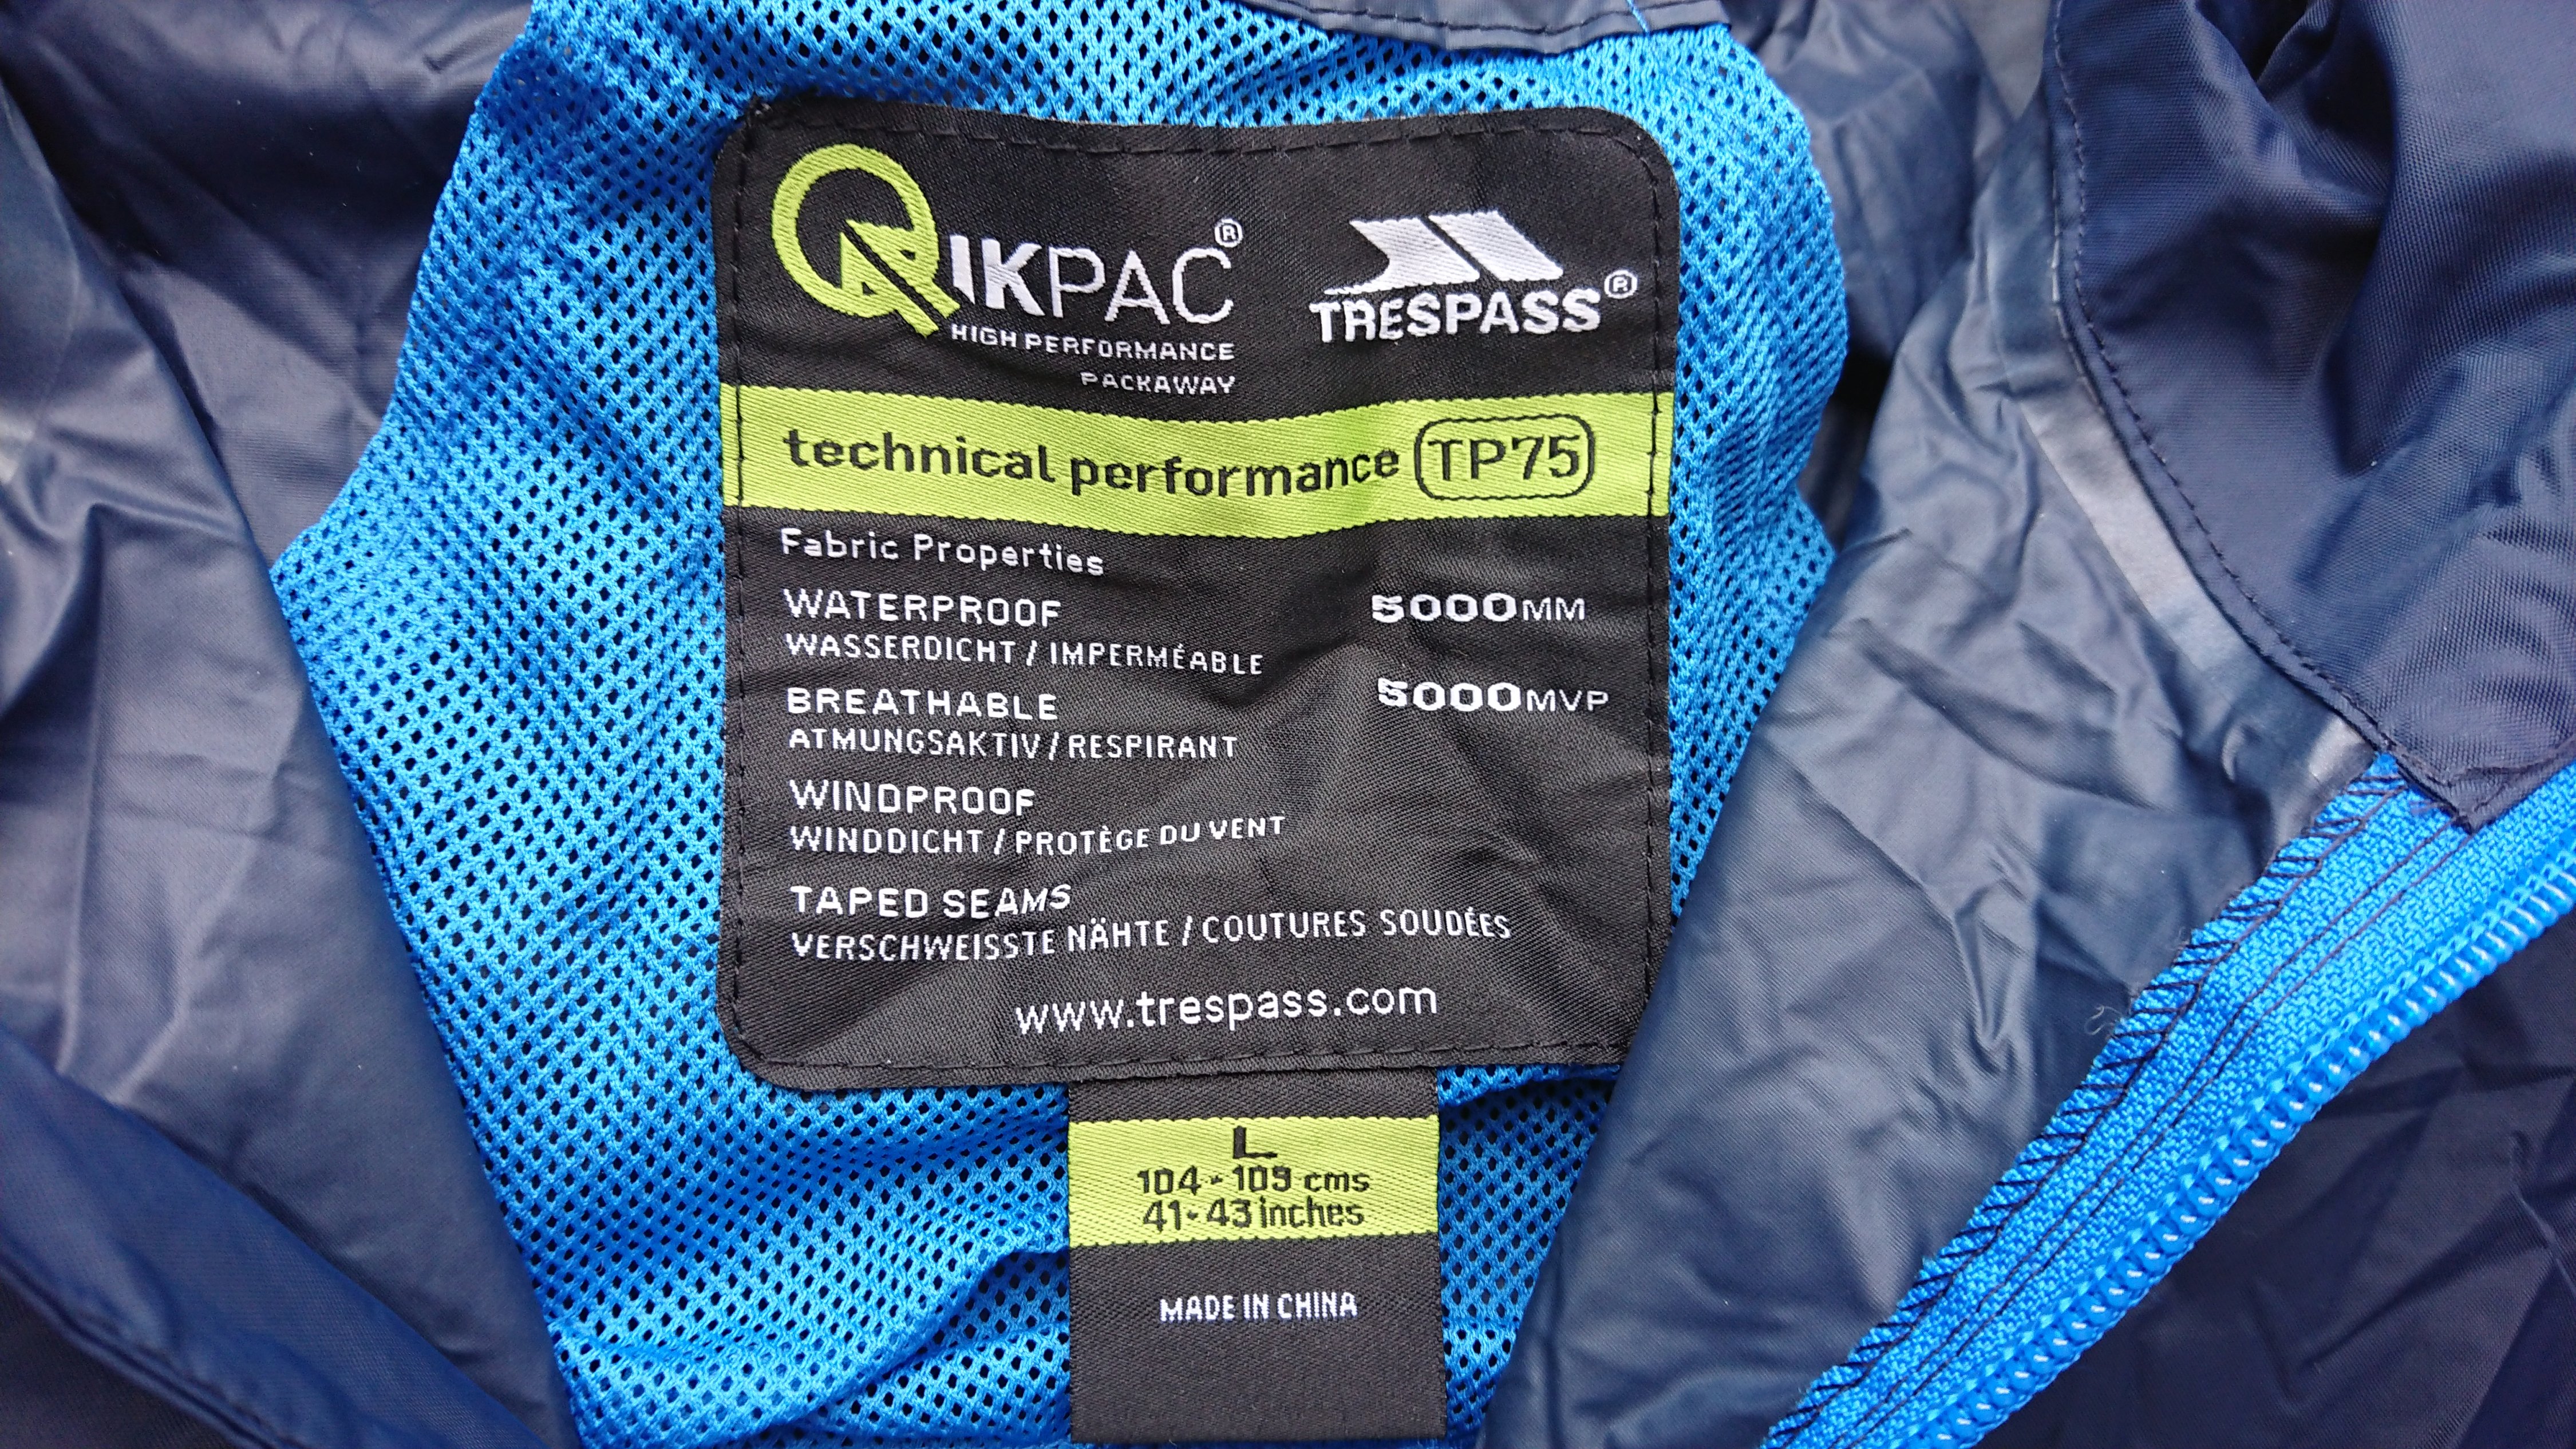 QIKPAC®
HIGH PERFORMANCE
PACKAWAY
TRESPASS®
technical performance TP75
Fabric Properties
WATERPROOF 5000MM
WASSERDICHT / IMPERMÉABLE
BREATHABLE 5000MVP
ATMUNGSAKTIV / RESPIRANT
WINDPROOF
WINDDICHT / PROTÈGE DU VENT
TAPED SEAMS
VERSCHWEISSTE NÄHTE / COUTURES SOUDÉES
www.trespass.com
L
104 - 109 cms
41- 43 inches
MADE IN CHINA